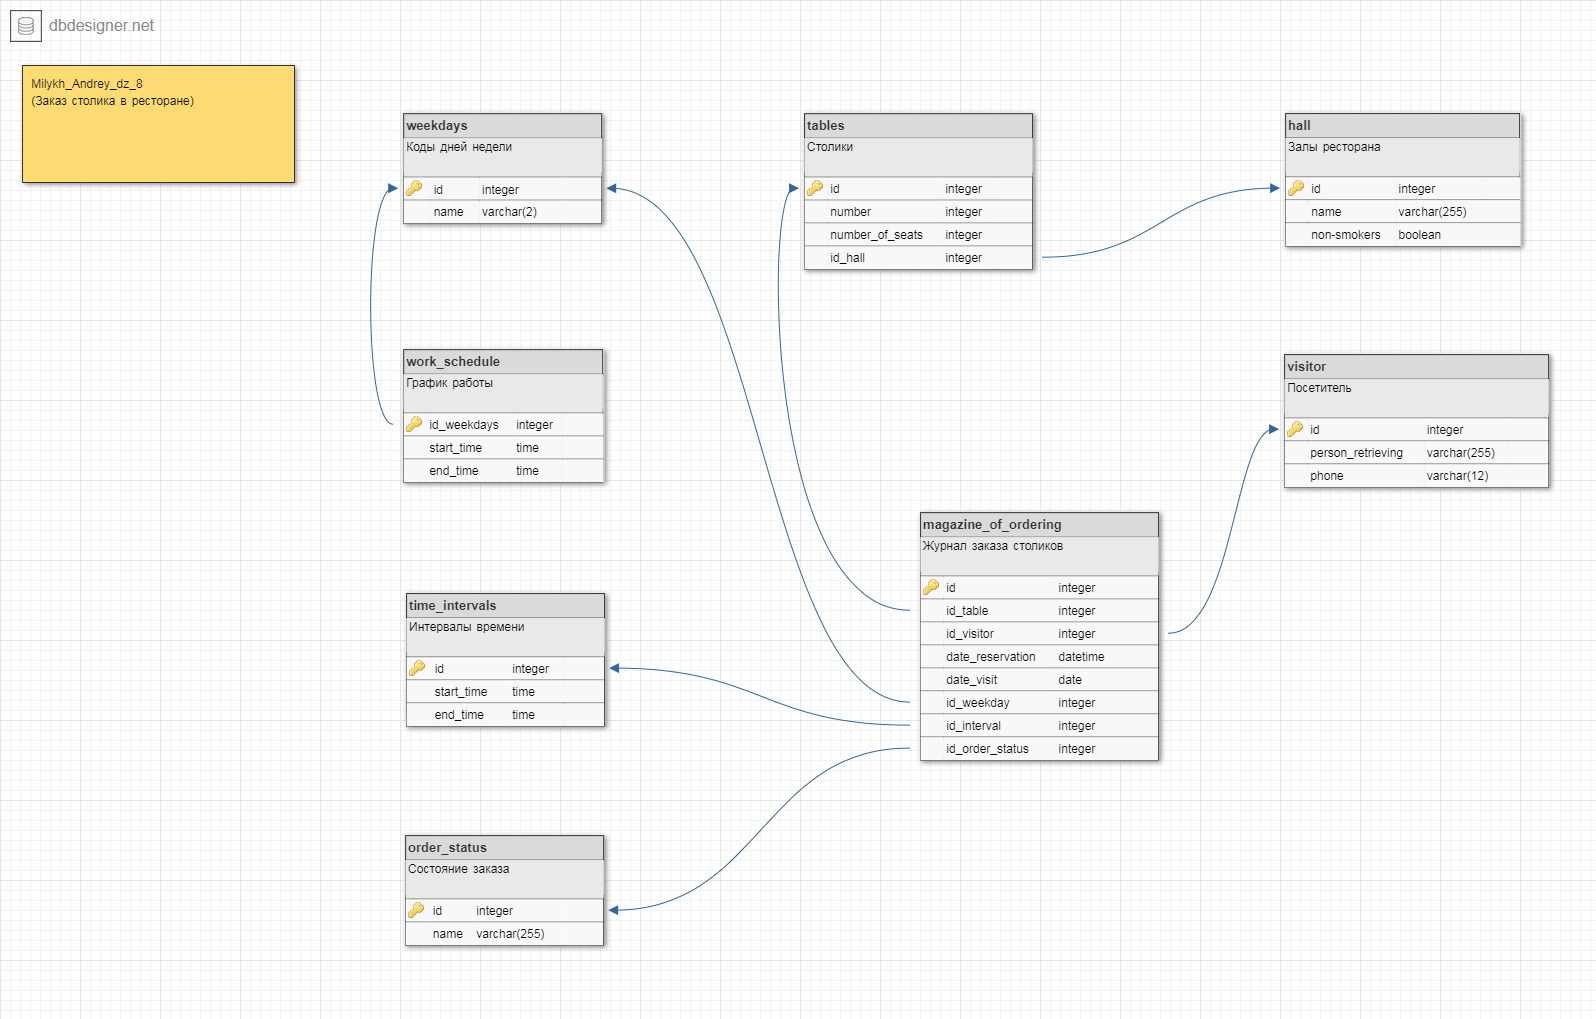 dbdesigner.net
Milykh_Andrey_dz_8
(Заказ столика в ресторане)
weekdays
Коды дней недели
id integer
name varchar(2)
tables
Столики
id integer
number integer
number_of_seats integer
id_hall integer
hall
Залы ресторана
id integer
name varchar(255)
non-smokers boolean
work_schedule
График работы
id_weekdays integer
start_time time
end_time time
visitor
Посетитель
id integer
person_retrieving varchar(255)
phone varchar(12)
magazine_of_ordering
Журнал заказа столиков
id integer
id_table integer
id_visitor integer
date_reservation datetime
date_visit date
id_weekday integer
id_interval integer
id_order_status integer
time_intervals
Интервалы времени
id integer
start_time time
end_time time
order_status
Состояние заказа
id integer
name varchar(255)